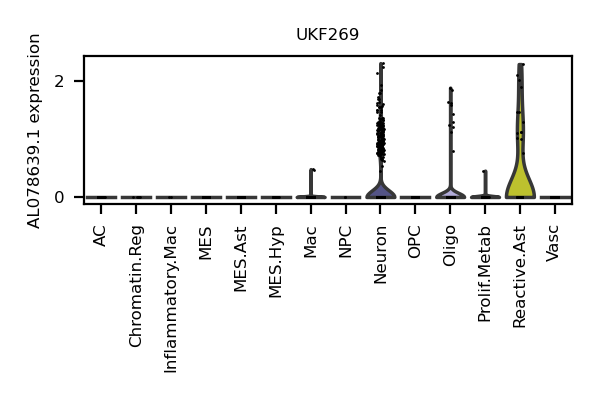 UKF269
AL078639.1 expression
2
0
AC
Chromatin.Reg
Inflammatory.Mac
MES
MES.Ast
MES.Hyp
Mac
NPC
Neuron
OPC
Oligo
Prolif.Metab
Reactive.Ast
Vasc